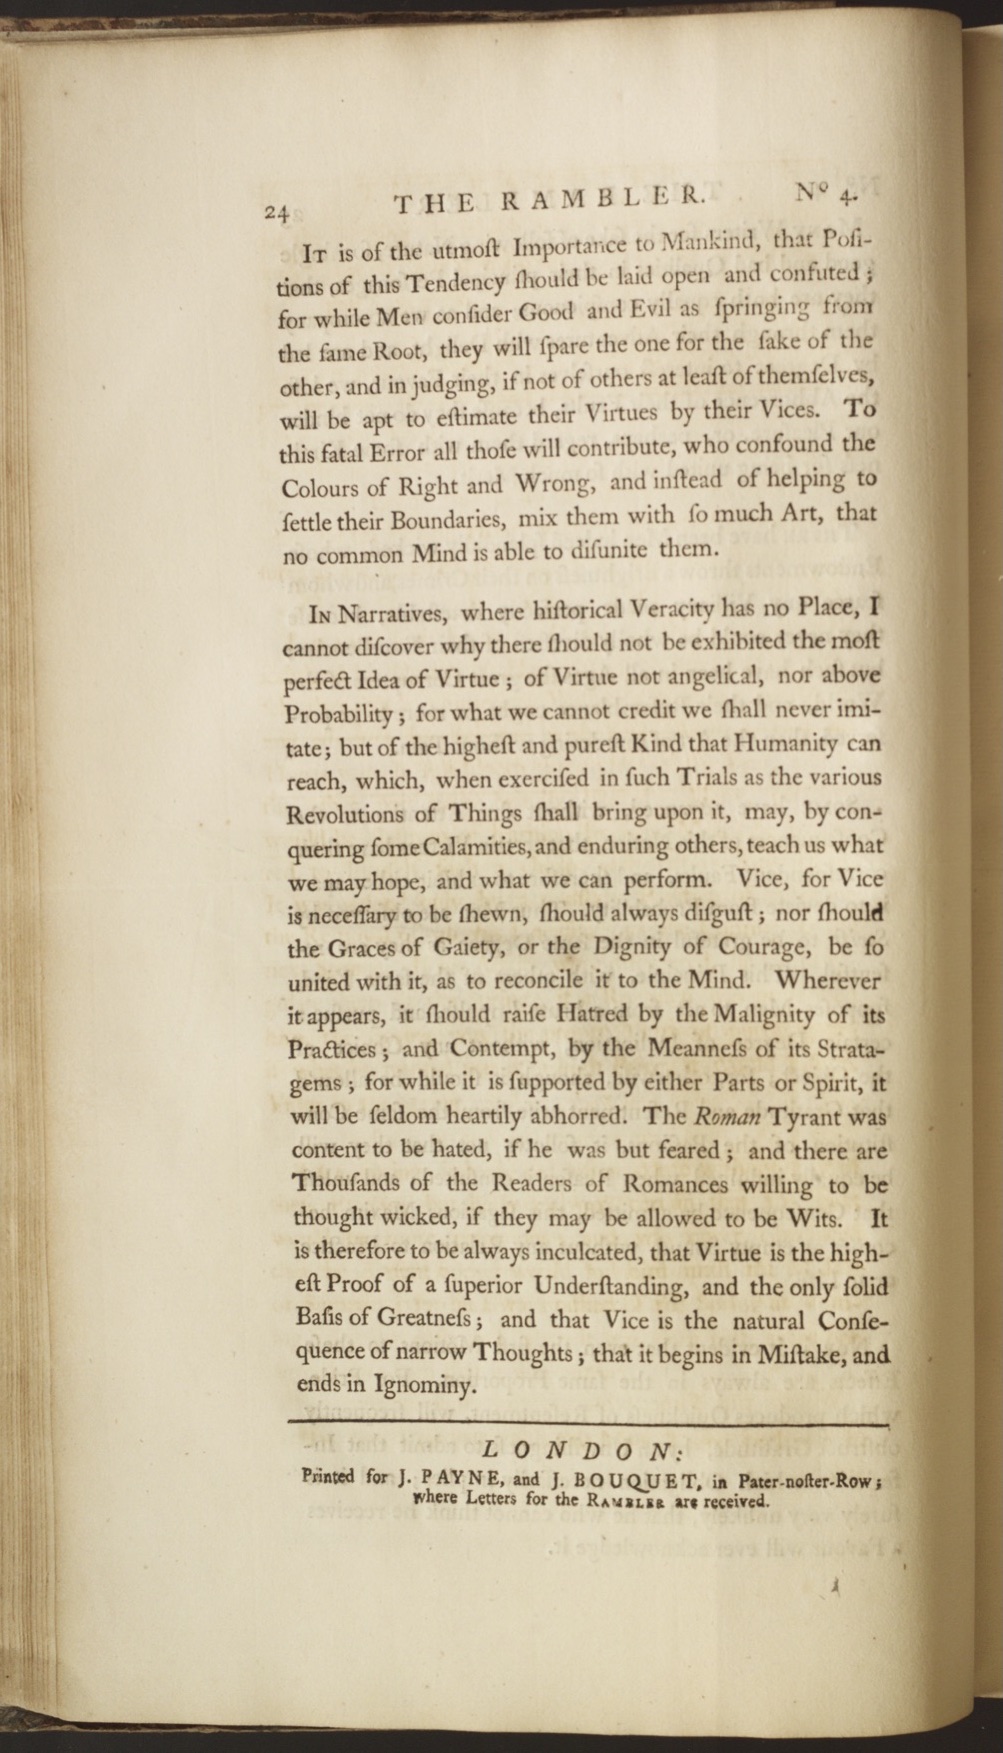 24 THE RAMBLER. Nº 4.
IT is of the utmoſt Importance to Mankind, that Poſi-
tions of this Tendency ſhould be laid open and confuted;
for while Men conſider Good and Evil as ſpringing from
the ſame Root, they will ſpare the one for the ſake of the
other, and in judging, if not of others at leaſt of themſelves,
will be apt to eſtimate their Virtues by their Vices. To
this fatal Error all thoſe will contribute, who confound the
Colours of Right and Wrong, and inſtead of helping to
ſettle their Boundaries, mix them with ſo much Art, that
no common Mind is able to diſunite them.
IN Narratives, where hiſtorical Veracity has no Place, I
cannot diſcover why there ſhould not be exhibited the moſt
perfect Idea of Virtue; of Virtue not angelical, nor above
Probability; for what we cannot credit we ſhall never imi-
tate; but of the higheſt and pureſt Kind that Humanity can
reach, which, when exerciſed in ſuch Trials as the various
Revolutions of Things ſhall bring upon it, may, by con-
quering ſome Calamities, and enduring others, teach us what
we may hope, and what we can perform. Vice, for Vice
is neceſſary to be ſhewn, ſhould always diſguſt; nor ſhould
the Graces of Gaiety, or the Dignity of Courage, be ſo
united with it, as to reconcile it to the Mind. Wherever
it appears, it ſhould raiſe Hatred by the Malignity of its
Practices; and Contempt, by the Meanneſs of its Strata-
gems; for while it is ſupported by either Parts or Spirit, it
will be ſeldom heartily abhorred. The Roman Tyrant was
content to be hated, if he was but feared; and there are
Thouſands of the Readers of Romances willing to be
thought wicked, if they may be allowed to be Wits. It
is therefore to be always inculcated, that Virtue is the high-
eſt Proof of a ſuperior Underſtanding, and the only ſolid
Baſis of Greatneſs; and that Vice is the natural Conſe-
quence of narrow Thoughts; that it begins in Miſtake, and
ends in Ignominy.
LONDON:
Printed for J. PAYNE, and J. BOUQUET, in Pater-noſter-Row;
where Letters for the RAMBLER are received.